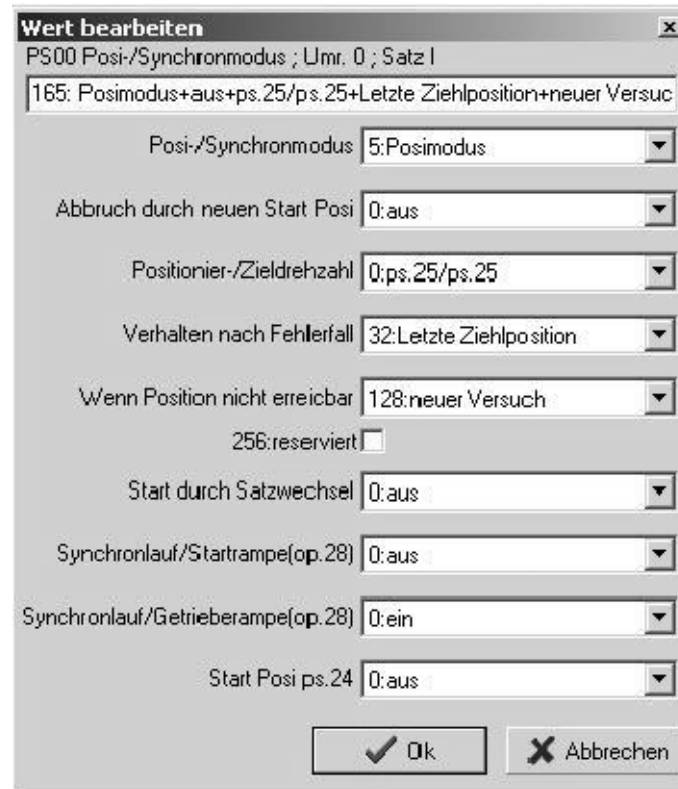 Wert bearbeiten
PS00 Posi-/Synchronmodus ; Umr. 0 ; Satz I
165: Posimodus+aus+ps.25/ps.25+Letzte Ziehlposition+neuer Versuc
Posi-/Synchronmodus 5:Posimodus
Abbruch durch neuen Start Posi 0:aus
Positionier-/Zieldrehzahl 0:ps.25/ps.25
Verhalten nach Fehlerfall 32:Letzte Ziehlposition
Wenn Position nicht erreicbar 128:neuer Versuch
256:reserviert
Start durch Satzwechsel 0:aus
Synchronlauf/Startrampe(op.28) 0:aus
Synchronlauf/Getrieberampe(op.28) 0:ein
Start Posi ps.24 0:aus
Ok Abbrechen